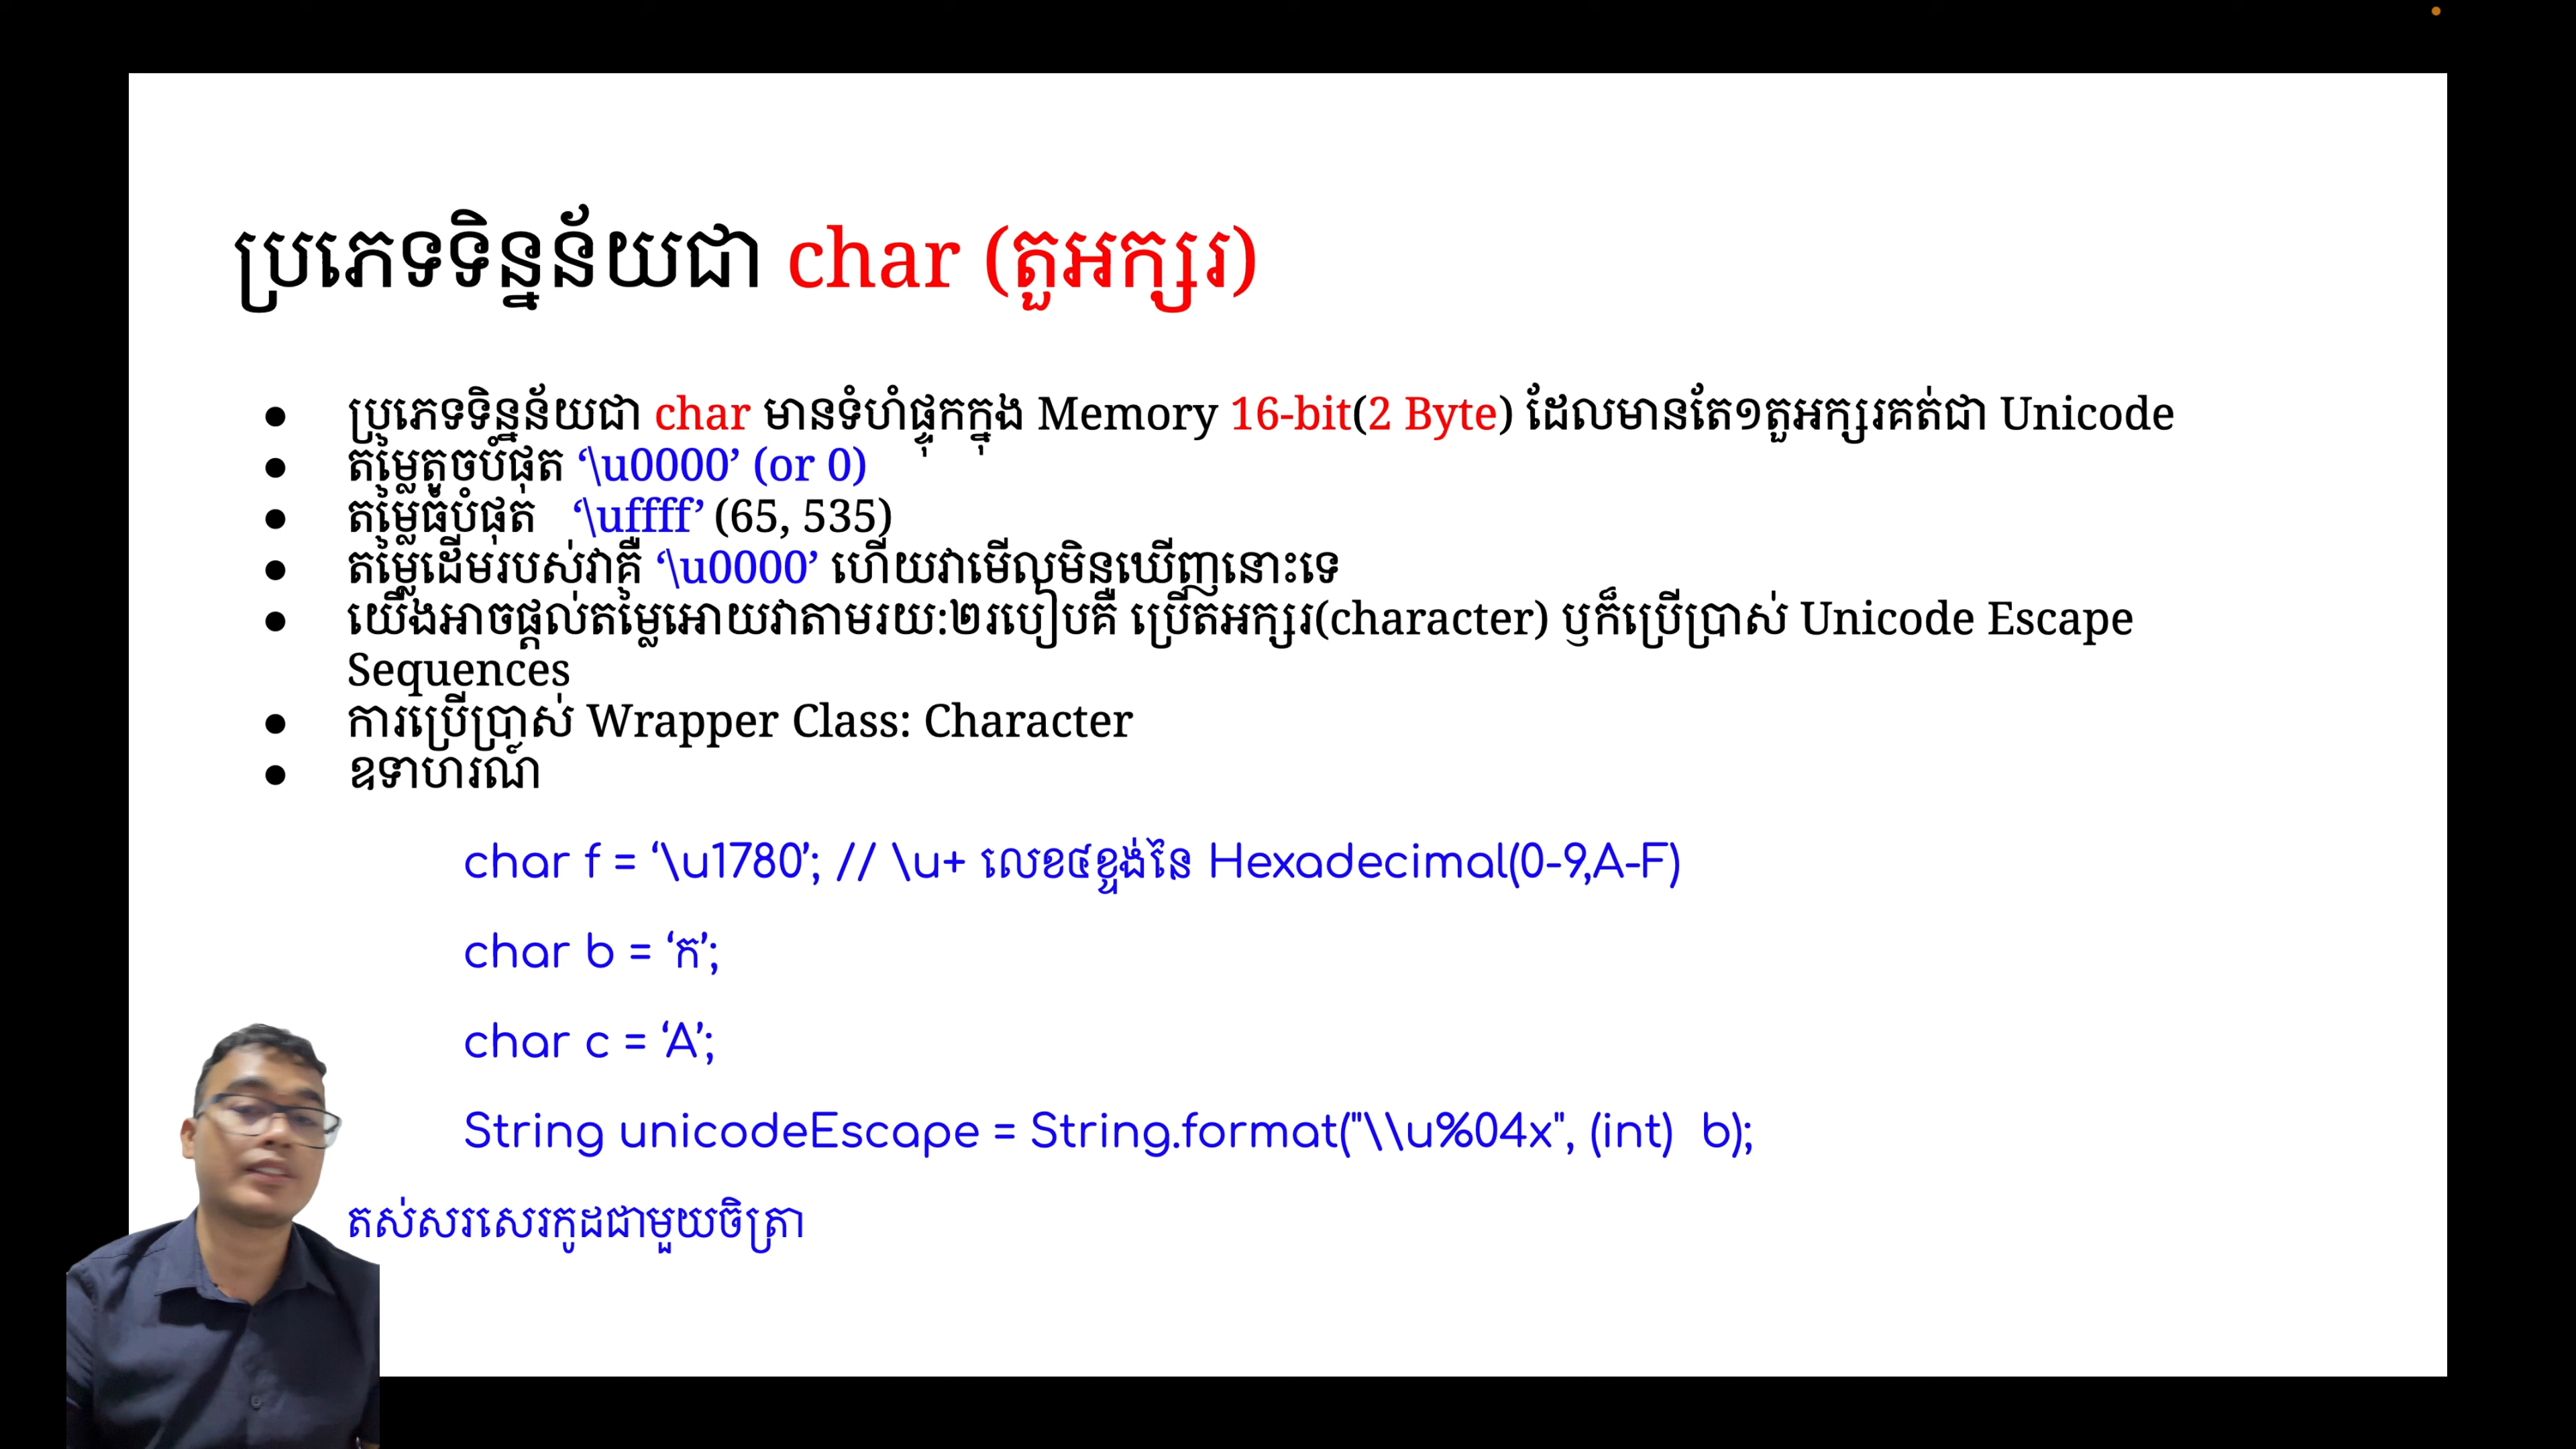 ប្រភេទទិន្នន័យជា char (តួអក្សរ)
● ប្រភេទទិន្នន័យជា char មានទំហំផ្ទុកក្នុង Memory 16-bit(2 Byte) ដែលមានតែ១តួអក្សរគត់ជា Unicode
● តម្លៃតូចបំផុត ‘\u0000’ (or 0)
● តម្លៃធំបំផុត ‘\uffff’ (65, 535)
● តម្លៃដើមរបស់វាគឺ ‘\u0000’ ហើយវាមើលមិនឃើញនោះទេ
● យើងអាចផ្តល់តម្លៃអោយវាតាមរយៈ២របៀបគឺ ប្រើតអក្សរ(character) ឫក៏ប្រើប្រាស់ Unicode Escape
Sequences
● ការប្រើប្រាស់ Wrapper Class: Character
● ឧទាហរណ៍
char f = ‘\u1780’; // \u+ លេខ៤ខ្ទង់នៃ Hexadecimal(0-9,A-F)
char b = ‘ក’;
char c = ‘A’;
String unicodeEscape = String.format("\\u%04x", (int) b);
តស់សរសេរកូដជាមួយចិត្រា